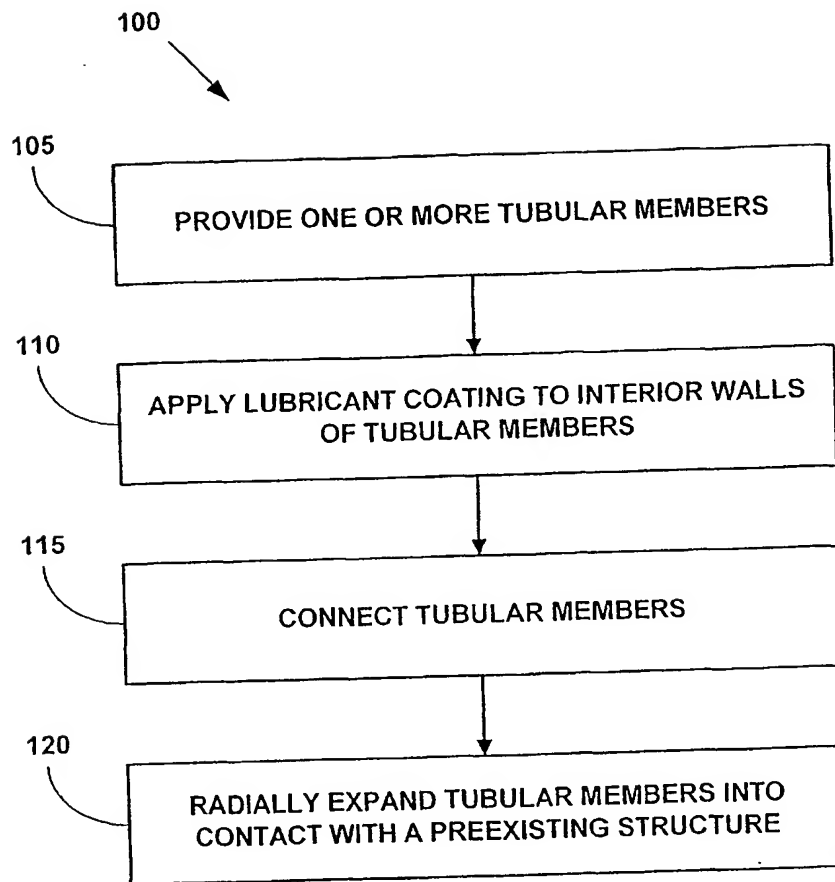 100
105
PROVIDE ONE OR MORE TUBULAR MEMBERS
110
APPLY LUBRICANT COATING TO INTERIOR WALLS
OF TUBULAR MEMBERS
115
CONNECT TUBULAR MEMBERS
120
RADIALLY EXPAND TUBULAR MEMBERS INTO
CONTACT WITH A PREEXISTING STRUCTURE